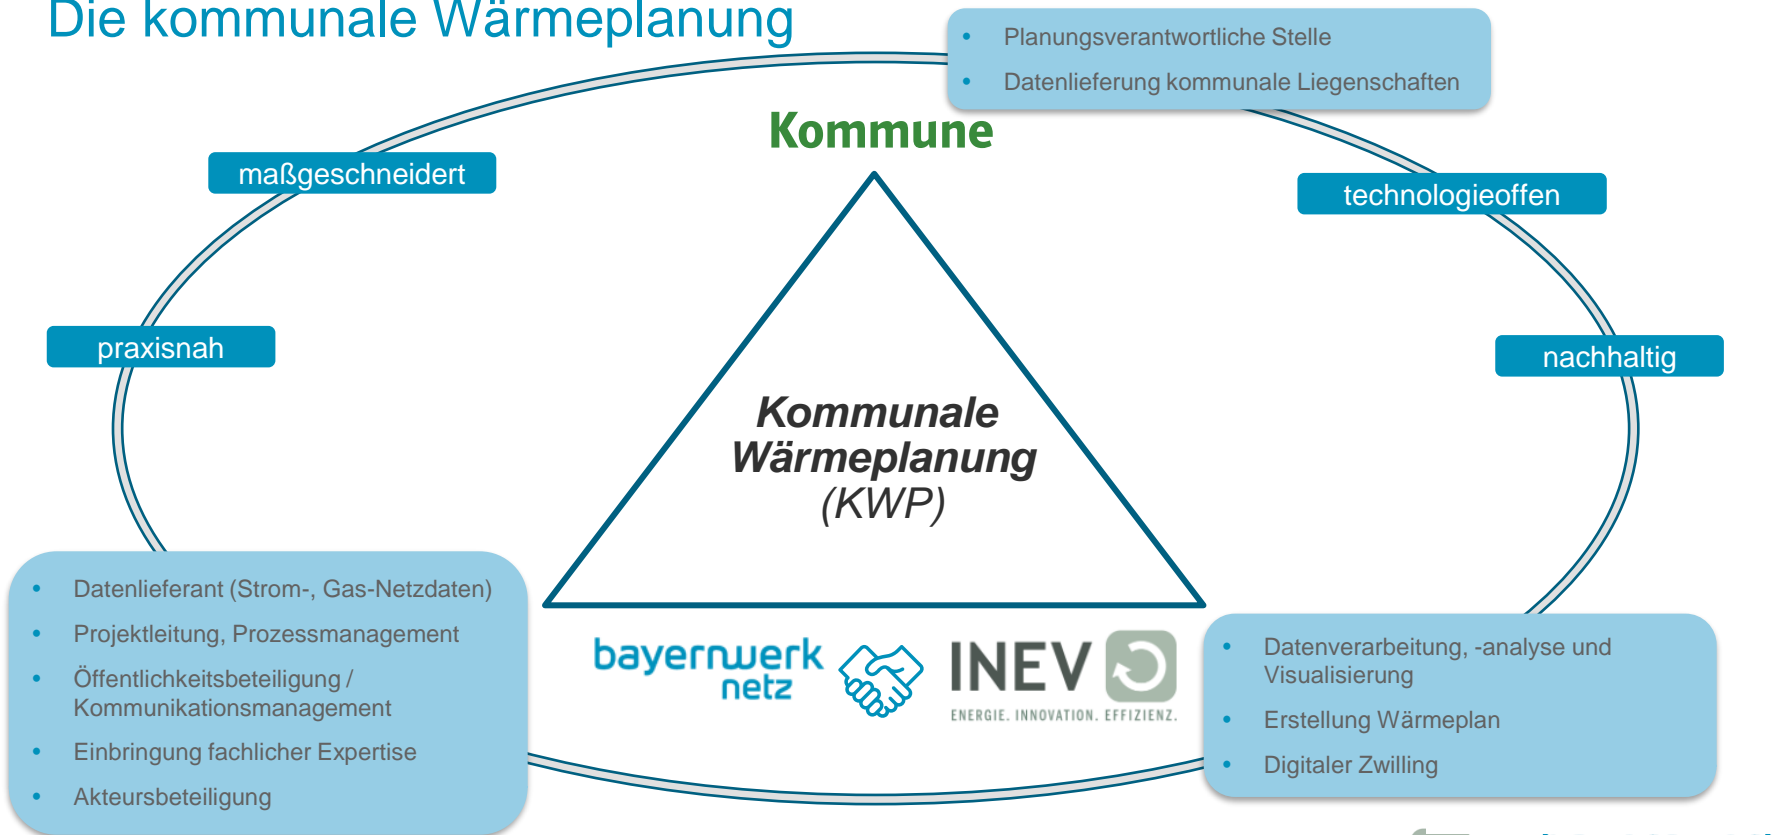 Die kommunale Wärmeplanung
• Planungsverantwortliche Stelle
• Datenlieferung kommunale Liegenschaften
Kommune
maßgeschneidert
technologieoffen
praxisnah
nachhaltig
Kommunale
Wärmeplanung
(KWP)
• Datenlieferant (Strom-, Gas-Netzdaten)
• Projektleitung, Prozessmanagement
• Öffentlichkeitsbeteiligung /
Kommunikationsmanagement
• Einbringung fachlicher Expertise
• Akteursbeteiligung
bayernwerk
netz
INEV
ENERGIE. INNOVATION. EFFIZIENZ.
• Datenverarbeitung, -analyse und
Visualisierung
• Erstellung Wärmeplan
• Digitaler Zwilling